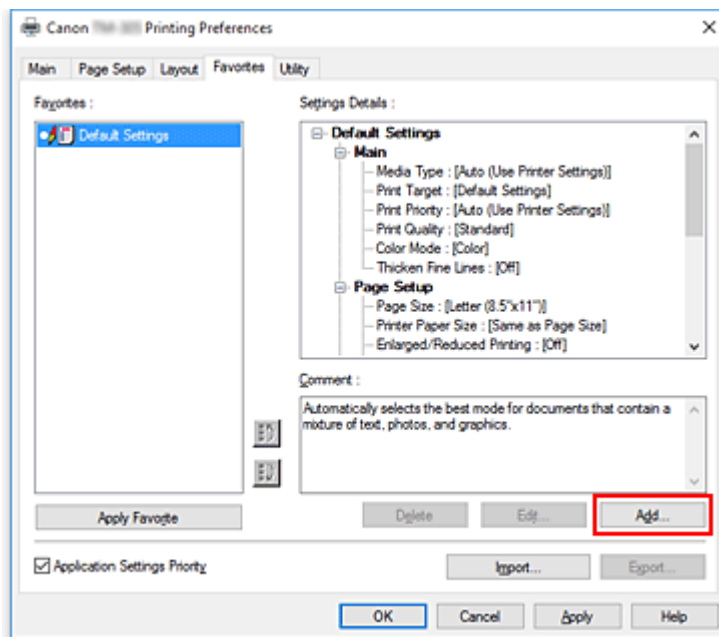 Canon Printing Preferences
Main Page Setup Layout Favorites Utility
Favorites :
Default Settings
Apply Favorite
Settings Details :
Default Settings
Main
Media Type : [Auto (Use Printer Settings)]
Print Target : [Default Settings]
Print Priority : [Auto (Use Printer Settings)]
Print Quality : [Standard]
Color Mode : [Color]
Thicken Fine Lines : [Off]
Page Setup
Page Size : [Letter (8.5"x11")]
Printer Paper Size : [Same as Page Size]
Enlarged/Reduced Printing : [Off]
Comment :
Automatically selects the best mode for documents that contain a
mixture of text, photos, and graphics.
Delete Edit... Add...
Application Settings Priority
Import... Export...
OK Cancel Apply Help